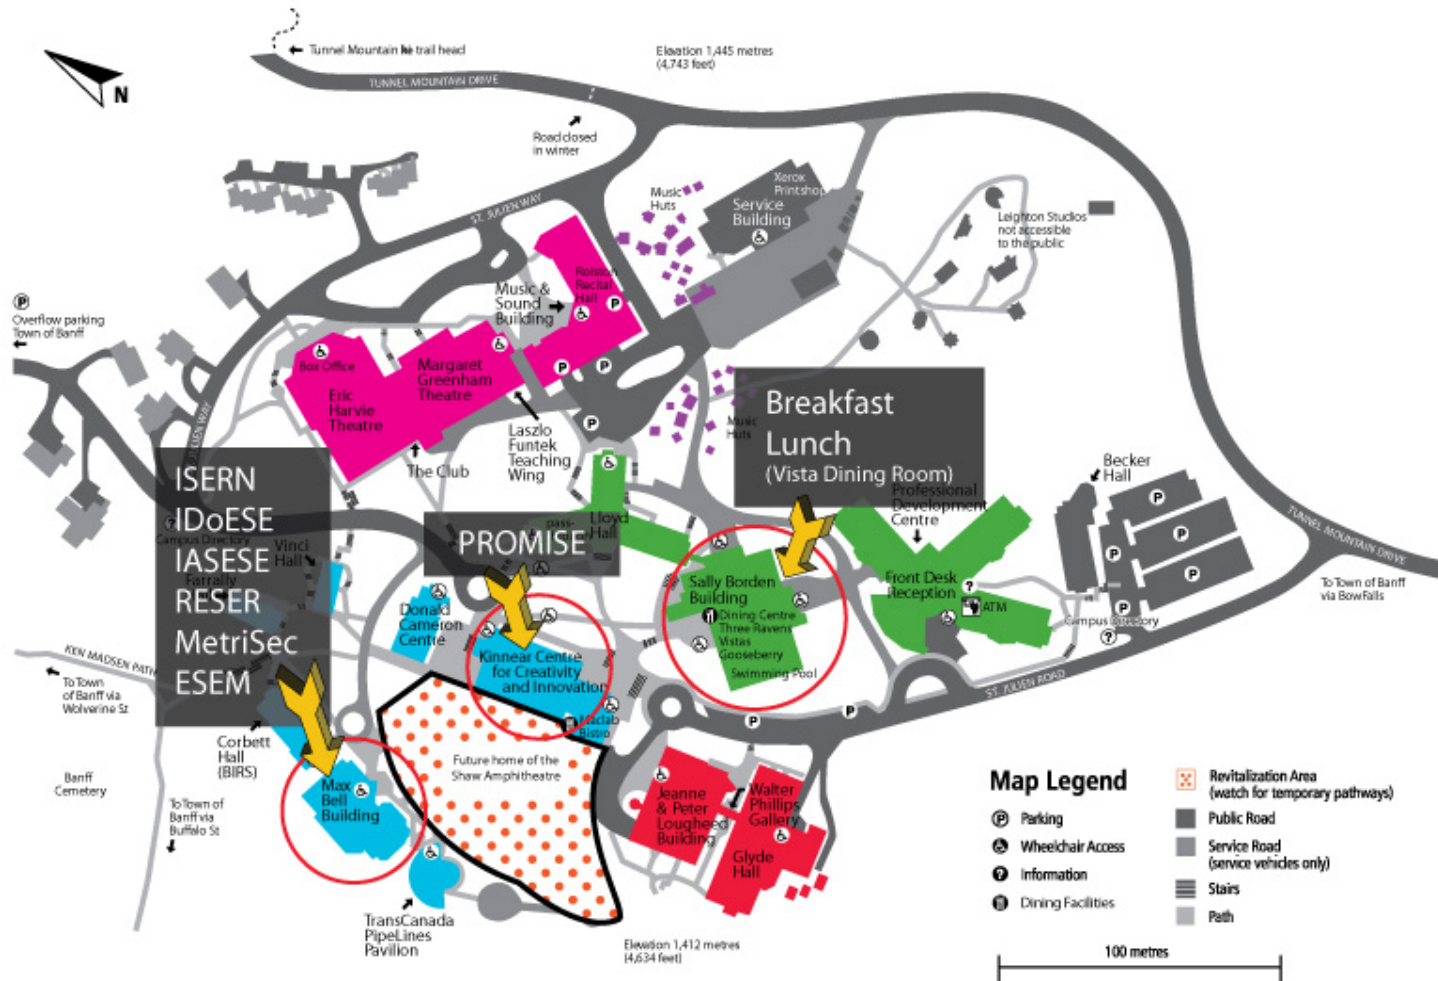 Tunnel Mountain trail head
Elevation 1,445 metres
(4,743 feet)
TUNNEL MOUNTAIN DRIVE
N
Road closed
in winter
ST. JULIEN WAY
Music
Huts
Xerox
Printshop
Service
Building
Leighton Studios
not accessible
to the public
Rolston
Recital
Hall
Music &
Sound
Building
P
Overflow parking
Town of Banff
Box Office
Margaret
Greenham
Theatre
Eric
Harvie
Theatre
P
P
P
P
Laszlo
Funtek
Teaching
Wing
The Club
JULIEN WAY
Music
Huts
Breakfast
Lunch
(Vista Dining Room)
Becker
Hall
P
P
P
P
P
Professional
Development
Centre
TUNNEL MOUNTAIN DRIVE
To Town of Banff
via Bow Falls
ISERN
IDoESE
IASESE
RESER
MetriSec
ESEM
?
Campus Directory
Vinci
Hall
Farrally
PROMISE
Lloyd
Hall
Sally Borden
Building
Dining Centre
Three Ravens
Vistas
Gooseberry
Swimming Pool
Front Desk
Reception
?
ATM
Campus Directory
?
Donald
Cameron
Centre
Kinnear Centre
for Creativity
and Innovation
Maclab
Bistro
KEN MADSEN PATH
To Town
of Banff via
Wolverine St
ST. JULIEN ROAD
P
P
Corbett
Hall
(BIRS)
Banff
Cemetery
To Town of
Banff via
Buffalo St
Max
Bell
Building
Future home of the
Shaw Amphitheatre
Jeanne
& Peter
Lougheed
Building
Walter
Phillips
Gallery
Glyde
Hall
TransCanada
PipeLines
Pavilion
Elevation 1,412 metres
(4,634 feet)
Map Legend
P Parking
Wheelchair Access
? Information
Dining Facilities
Revitalization Area
(watch for temporary pathways)
Public Road
Service Road
(service vehicles only)
Stairs
Path
100 metres